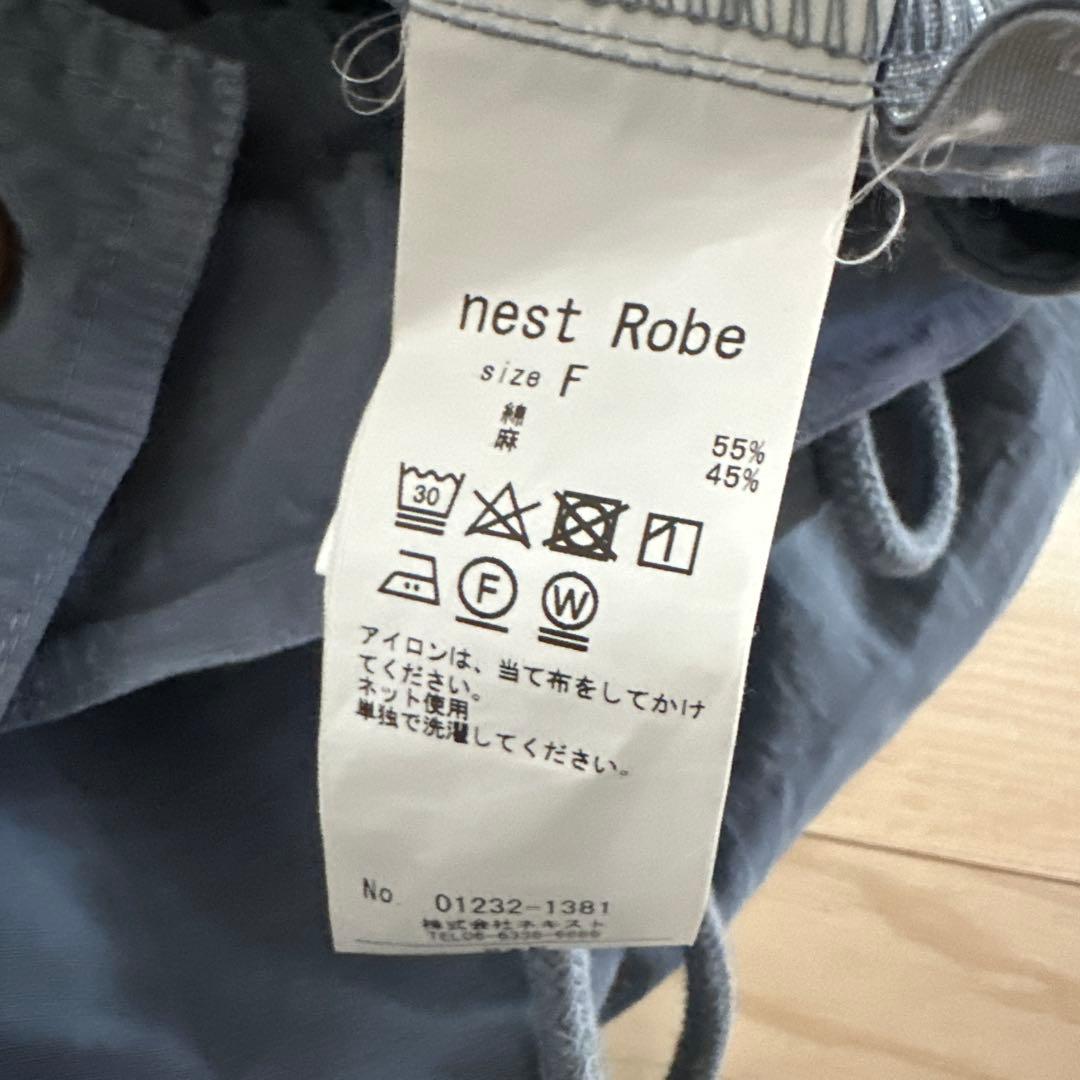 nest Robe
size F
綿 55%
麻 45%
30
F W
アイロンは、当て布をしてかけ
てください。
ネット使用
単独で洗濯してください。
No. 01232-1381
株式会社ネキスト